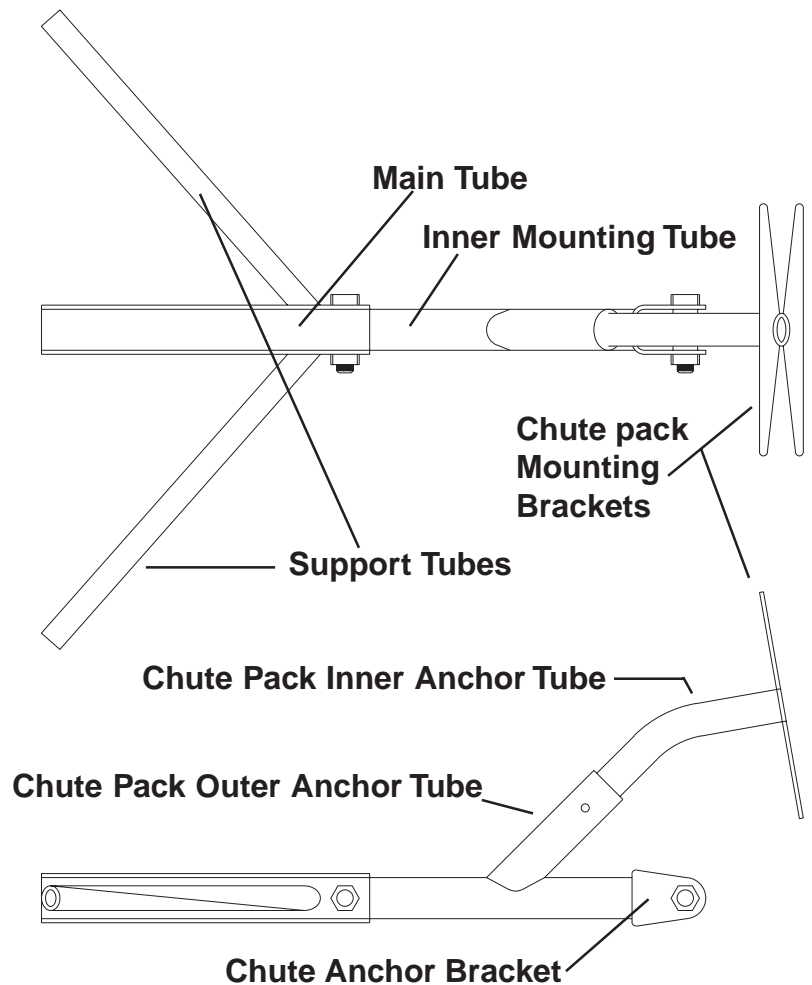 Main Tube
Inner Mounting Tube
Chute pack
Mounting
Brackets
Support Tubes
Chute Pack Inner Anchor Tube
Chute Pack Outer Anchor Tube
Chute Anchor Bracket